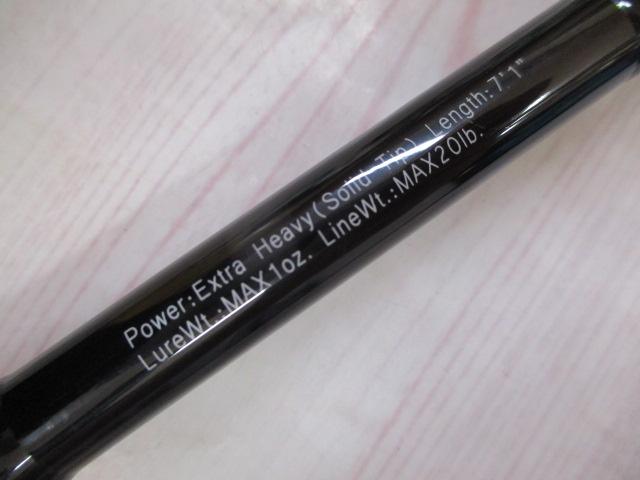 Power:Extra Heavy(Solid Tip) Length:7'1"
LureWt.:MAX1oz. LineWt.:MAX20lb.